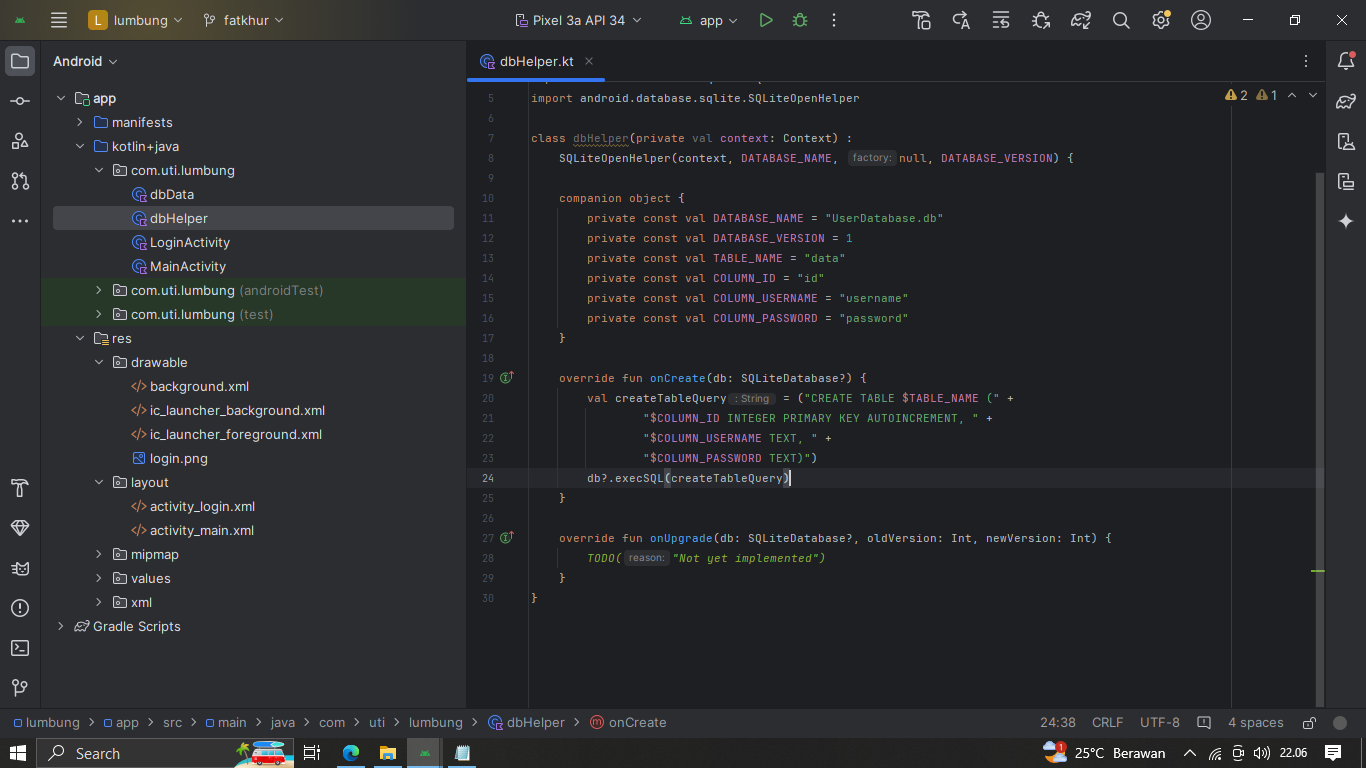 L lumbung fatkhur Pixel 3a API 34 app
Android
app
manifests
kotlin+java
com.uti.lumbung
dbData
dbHelper
LoginActivity
MainActivity
com.uti.lumbung (androidTest)
com.uti.lumbung (test)
res
drawable
background.xml
ic_launcher_background.xml
ic_launcher_foreground.xml
login.png
layout
activity_login.xml
activity_main.xml
mipmap
values
xml
Gradle Scripts
dbHelper.kt
2 1
5 import android.database.sqlite.SQLiteOpenHelper
6
7 class dbHelper(private val context: Context) :
8 SQLiteOpenHelper(context, DATABASE_NAME, factory: null, DATABASE_VERSION) {
9
10 companion object {
11 private const val DATABASE_NAME = "UserDatabase.db"
12 private const val DATABASE_VERSION = 1
13 private const val TABLE_NAME = "data"
14 private const val COLUMN_ID = "id"
15 private const val COLUMN_USERNAME = "username"
16 private const val COLUMN_PASSWORD = "password"
17 }
18
19 override fun onCreate(db: SQLiteDatabase?) {
20 val createTableQuery : String = ("CREATE TABLE $TABLE_NAME (" +
21 "$COLUMN_ID INTEGER PRIMARY KEY AUTOINCREMENT, " +
22 "$COLUMN_USERNAME TEXT, " +
23 "$COLUMN_PASSWORD TEXT)")
24 db?.execSQL(createTableQuery)
25 }
26
27 override fun onUpgrade(db: SQLiteDatabase?, oldVersion: Int, newVersion: Int) {
28 TODO( reason: "Not yet implemented")
29 }
30 }
lumbung > app > src > main > java > com > uti > lumbung > dbHelper > onCreate 24:38 CRLF UTF-8 4 spaces
Search 1 25°C Berawan 22.06